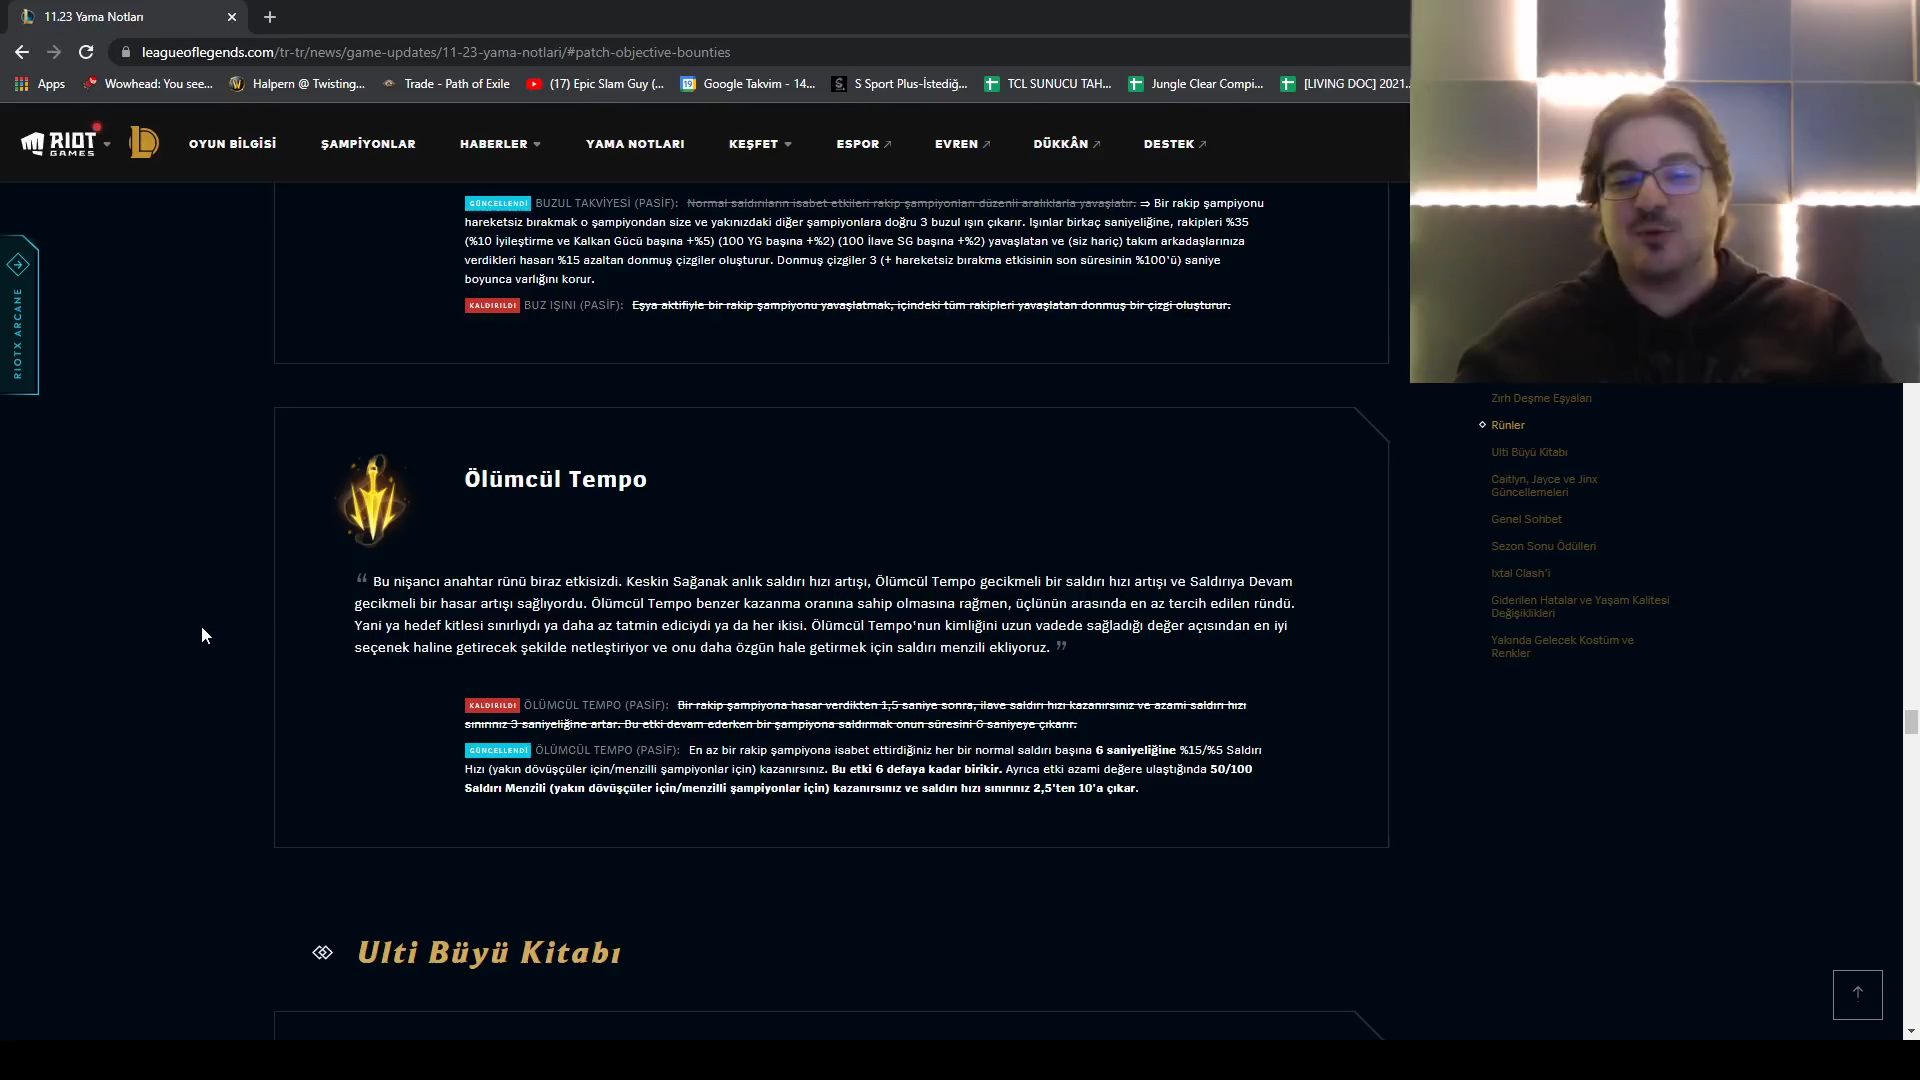 11.23 Yama Notları
leagueoflegends.com/tr-tr/news/game-updates/11-23-yama-notlari/#patch-objective-bounties
Apps
Wowhead: You see...
Halpern @ Twisting...
Trade - Path of Exile
(17) Epic Slam Guy (...
Google Takvim - 14...
S Sport Plus-İstediğ...
TCL SUNUCU TAH...
Jungle Clear Compi...
[LIVING DOC] 2021...
RIOT GAMES
OYUN BİLGİSİ
ŞAMPİYONLAR
HABERLER
YAMA NOTLARI
KEŞFET
ESPOR
EVREN
DÜKKÂN
DESTEK
RIOTX ARCANE
GÜNCELLENDİ BUZUL TAKVİYESİ (PASİF): Normal saldırıların isabet etkileri rakip şampiyonları düzenli aralıklarla yavaşlatır. ⇒ Bir rakip şampiyonu
hareketsiz bırakmak o şampiyondan size ve yakınızdaki diğer şampiyonlara doğru 3 buzul ışın çıkarır. Işınlar birkaç saniyeliğine, rakipleri %35
(%10 İyileştirme ve Kalkan Gücü başına +%5) (100 YG başına +%2) (100 İlave SG başına +%2) yavaşlatan ve (siz hariç) takım arkadaşlarınıza
verdikleri hasarı %15 azaltan donmuş çizgiler oluşturur. Donmuş çizgiler 3 (+ hareketsiz bırakma etkisinin son süresinin %100'ü) saniye
boyunca varlığını korur.
KALDIRILDI BUZ IŞINI (PASİF): Eşya aktifiyle bir rakip şampiyonu yavaşlatmak, içindeki tüm rakipleri yavaşlatan donmuş bir çizgi oluşturur.
Ölümcül Tempo
“ Bu nişancı anahtar rünü biraz etkisizdi. Keskin Sağanak anlık saldırı hızı artışı, Ölümcül Tempo gecikmeli bir saldırı hızı artışı ve Saldırıya Devam
gecikmeli bir hasar artışı sağlıyordu. Ölümcül Tempo benzer kazanma oranına sahip olmasına rağmen, üçlünün arasında en az tercih edilen ründü.
Yani ya hedef kitlesi sınırlıydı ya daha az tatmin ediciydi ya da her ikisi. Ölümcül Tempo'nun kimliğini uzun vadede sağladığı değer açısından en iyi
seçenek haline getirecek şekilde netleştiriyor ve onu daha özgün hale getirmek için saldırı menzili ekliyoruz. ”
KALDIRILDI ÖLÜMCÜL TEMPO (PASİF): Bir rakip şampiyona hasar verdikten 1,5 saniye sonra, ilave saldırı hızı kazanırsınız ve azami saldırı hızı
sınırınız 3 saniyeliğine artar. Bu etki devam ederken bir şampiyona saldırmak onun süresini 6 saniyeye çıkarır.
GÜNCELLENDİ ÖLÜMCÜL TEMPO (PASİF): En az bir rakip şampiyona isabet ettirdiğiniz her bir normal saldırı başına 6 saniyeliğine %15/%5 Saldırı
Hızı (yakın dövüşçüler için/menzilli şampiyonlar için) kazanırsınız. Bu etki 6 defaya kadar birikir. Ayrıca etki azami değere ulaştığında 50/100
Saldırı Menzili (yakın dövüşçüler için/menzilli şampiyonlar için) kazanırsınız ve saldırı hızı sınırınız 2,5'ten 10'a çıkar.
Ulti Büyü Kitabı
Zırh Deşme Eşyaları
Rünler
Ulti Büyü Kitabı
Caitlyn, Jayce ve Jinx
Güncellemeleri
Genel Sohbet
Sezon Sonu Ödülleri
Ixtal Clash'i
Giderilen Hatalar ve Yaşam Kalitesi
Değişiklikleri
Yakında Gelecek Kostüm ve
Renkler